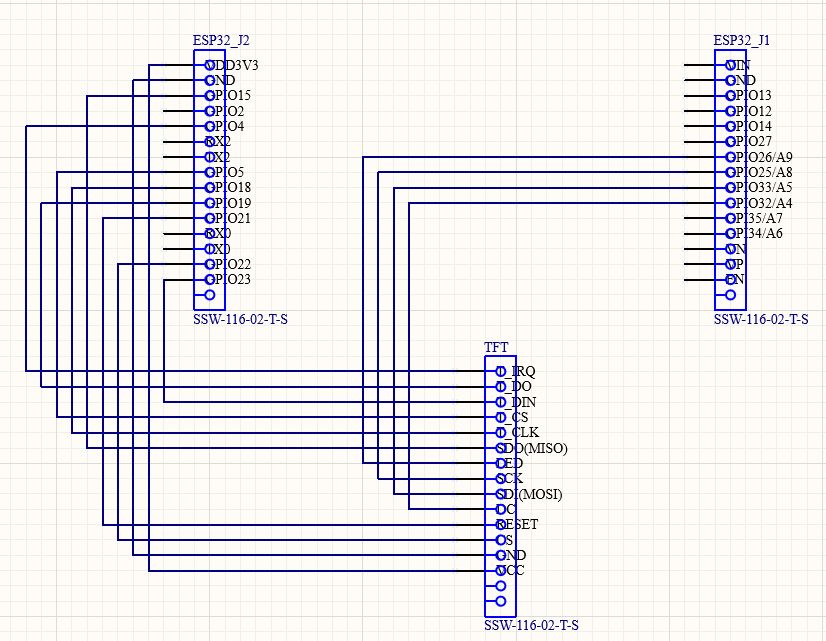 ESP32_J2
VDD3V3
GND
GPIO15
GPIO2
GPIO4
RX2
TX2
GPIO5
GPIO18
GPIO19
GPIO21
RX0
TX0
GPIO22
GPIO23
SSW-116-02-T-S
ESP32_J1
VIN
GND
GPIO13
GPIO12
GPIO14
GPIO27
GPIO26/A9
GPIO25/A8
GPIO33/A5
GPIO32/A4
GPI35/A7
GPI34/A6
VN
VP
EN
SSW-116-02-T-S
TFT
T_IRQ
T_DO
T_DIN
T_CS
T_CLK
SDO(MISO)
LED
SCK
SDI(MOSI)
DC
RESET
CS
GND
VCC
SSW-116-02-T-S